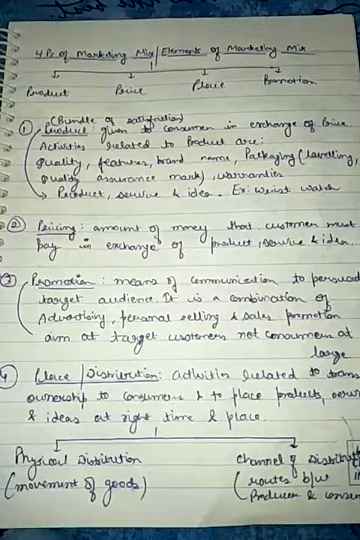 4 Ps of Marketing Mix / Elements of Marketing Mix
Product Price Place Promotion
(Bundle of satisfaction)
① Product: given to consumer in exchange of Price.
Activities related to Product are:
quality, features, brand name, Packaging (labelling,
quality assurance mark), warranties
→ Product, service & idea. Ex: wrist watch
② Pricing: amount of money that customer must
pay in exchange of product, service & idea.
③ Promotion: means of communication to persuad
target audience. It is a combination of
Advertising, personal selling & sales promotion
aim at target customers not consumers at
large
4 Place / Distribution: activities related to trans
ownership to consumers & to place products, serv
& ideas at right time & place.
Physical Distribution Channel of Distribut
(movement of goods) (routes b/w
Producer & consum